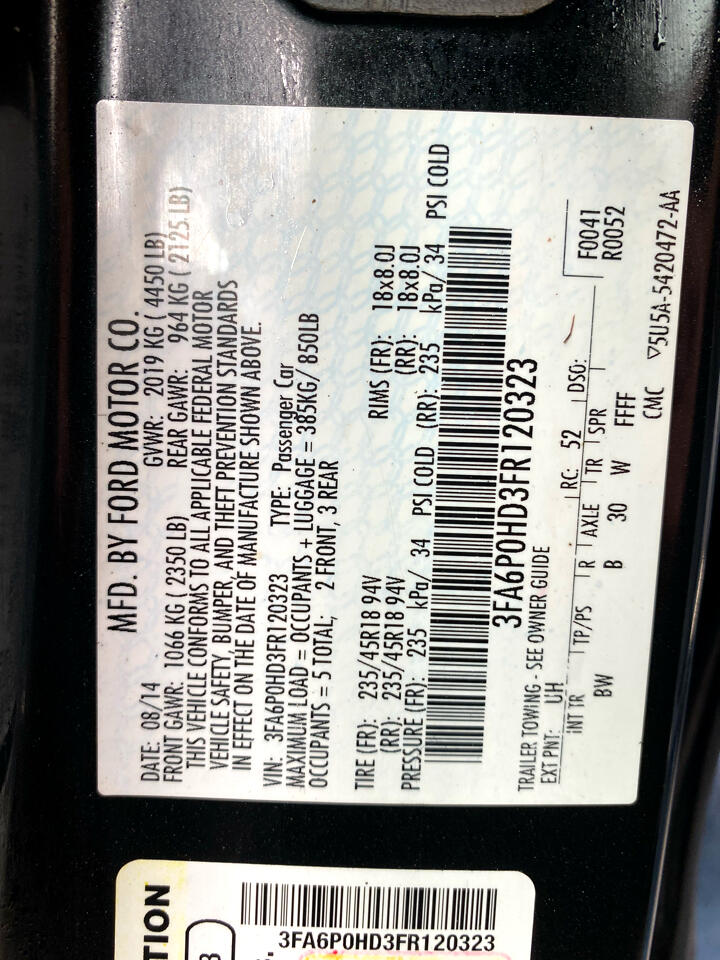 MFD. BY FORD MOTOR CO.
DATE: 08/14 GVWR: 2019 KG ( 4450 LB)
FRONT GAWR: 1066 KG ( 2350 LB) REAR GAWR: 964 KG ( 2125 LB)
THIS VEHICLE CONFORMS TO ALL APPLICABLE FEDERAL MOTOR
VEHICLE SAFETY, BUMPER, AND THEFT PREVENTION STANDARDS
IN EFFECT ON THE DATE OF MANUFACTURE SHOWN ABOVE.
VIN: 3FA6P0HD3FR120323 TYPE: Passenger Car
MAXIMUM LOAD = OCCUPANTS + LUGGAGE = 385KG/ 850LB
OCCUPANTS = 5 TOTAL; 2 FRONT, 3 REAR
TIRE (FR): 235/45R18 94V RIMS (FR): 18x8.0J
(RR): 235/45R18 94V (RR): 18x8.0J
PRESSURE (FR): 235 kPa/ 34 PSI COLD (RR): 235 kPa/ 34 PSI COLD
3FA6P0HD3FR120323
TRAILER TOWING - SEE OWNER GUIDE
EXT PNT: UH RC: 52 DSO: F0041
R0052
INT TR TP/PS R AXLE TR SPR
BW B 30 W FFFF
CMC ▽5U5A-5420472-AA
TION
3FA6P0HD3FR120323